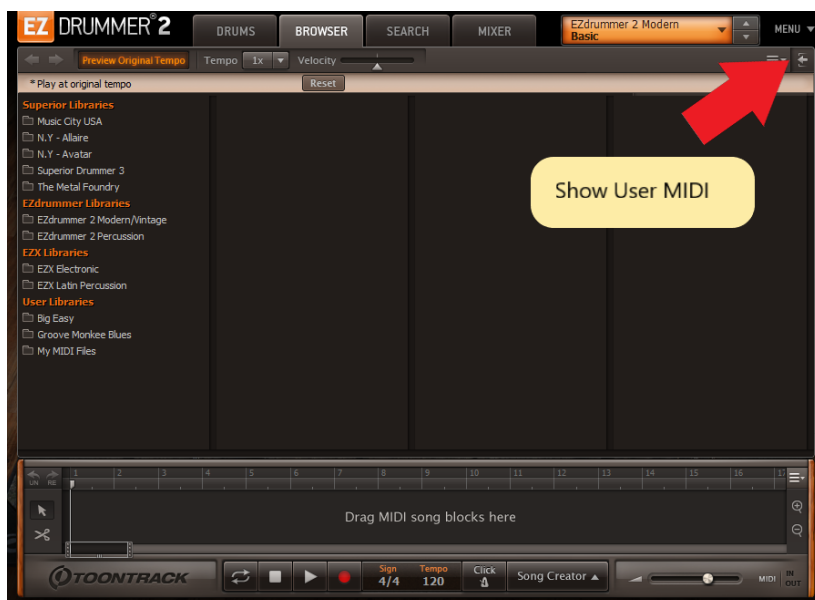 EZ DRUMMER® 2
DRUMS
BROWSER
SEARCH
MIXER
EZdrummer 2 Modern
Basic
MENU
Preview Original Tempo
Tempo
1x
Velocity
* Play at original tempo
Reset
Superior Libraries
Music City USA
N.Y - Allaire
N.Y - Avatar
Superior Drummer 3
The Metal Foundry
EZdrummer Libraries
EZdrummer 2 Modern/Vintage
EZdrummer 2 Percussion
EZX Libraries
EZX Electronic
EZX Latin Percussion
User Libraries
Big Easy
Groove Monkee Blues
My MIDI Files
Show User MIDI
UN RE
1 2 3 4 5 6 7 8 9 10 11 12 13 14 15 16 17
Drag MIDI song blocks here
TOONTRACK
Sign
4/4
Tempo
120
Click
Song Creator
MIDI
IN
OUT